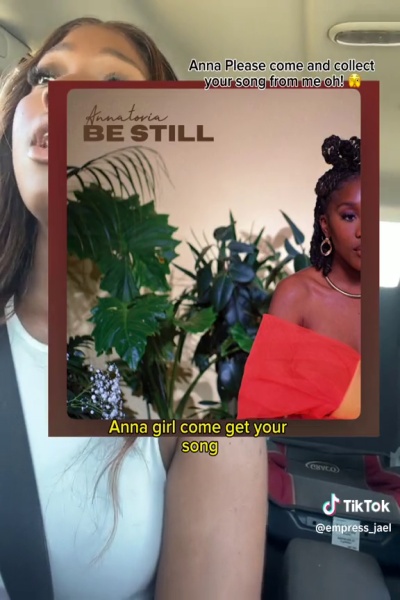 Anna Please come and collect
your song from me oh! 🫣
Annatoria
BE STILL
Anna girl come get your
song
GRACO
TikTok
@empress_jael